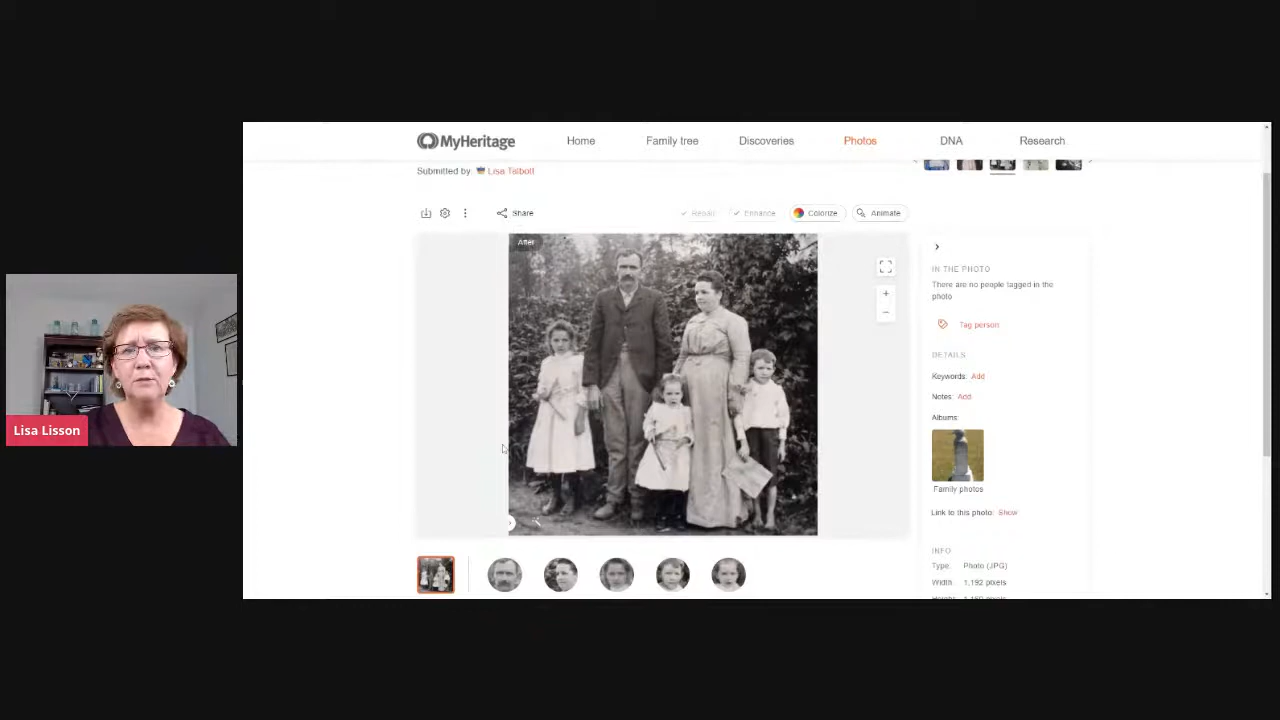 MyHeritage
Home
Family tree
Discoveries
Photos
DNA
Research
Submitted by: Lisa Talbott
Share
Repair
Enhance
Colorize
Animate
After
IN THE PHOTO
There are no people tagged in the
photo
Tag person
DETAILS
Keywords: Add
Notes: Add
Albums:
Family photos
Link to this photo: Show
INFO
Type: Photo (JPG)
Width: 1,192 pixels
Lisa Lisson